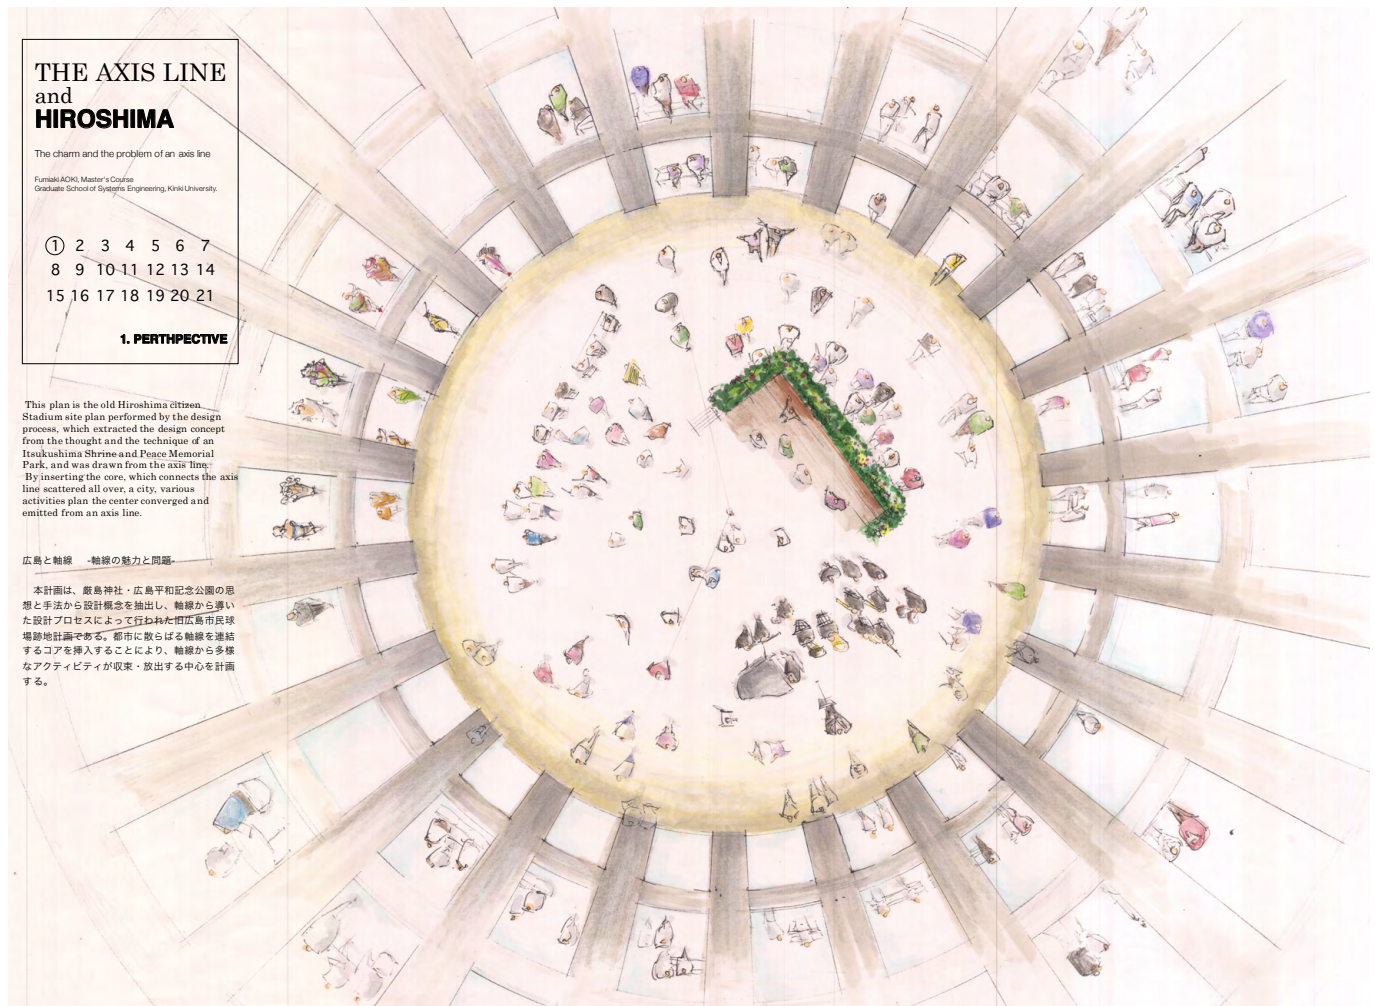 THE AXIS LINE
and
HIROSHIMA
The charm and the problem of an axis line
Fumiaki AOKI, Master's Course
Graduate School of Systems Engineering, Kinki University.
1 2 3 4 5 6 7
8 9 10 11 12 13 14
15 16 17 18 19 20 21
1. PERTHPECTIVE
This plan is the old Hiroshima citizen
Stadium site plan performed by the design
process, which extracted the design concept
from the thought and the technique of an
Itsukushima Shrine and Peace Memorial
Park, and was drawn from the axis line.
By inserting the core, which connects the axis
line scattered all over, a city, various
activities plan the center converged and
emitted from an axis line.
広島と軸線　-軸線の魅力と問題-
本計画は、厳島神社・広島平和記念公園の思
想と手法から設計概念を抽出し、軸線から導い
た設計プロセスによって行われた旧広島市民球
場跡地計画である。都市に散らばる軸線を連結
するコアを挿入することにより、軸線から多様
なアクティビティが収束・放出する中心を計画
する。